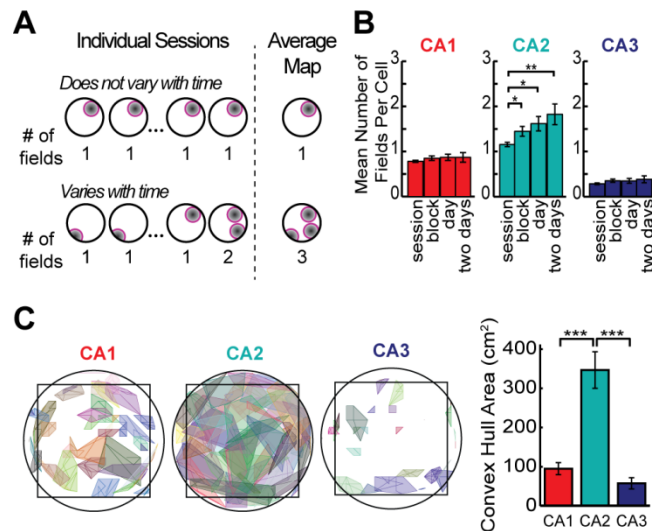 A
Individual Sessions
Average
Map
Does not vary with time
...
# of
fields
1 1 1 1 1
Varies with time
...
# of
fields
1 1 1 2 3
B
CA1 CA2 CA3
Mean Number of
Fields Per Cell
3
2
1
0
session
block
day
two days
3
2
1
0
* * **
session
block
day
two days
3
2
1
0
session
block
day
two days
C
CA1 CA2 CA3
Convex Hull Area (cm²)
400
300
200
100
0
*** ***
CA1 CA2 CA3